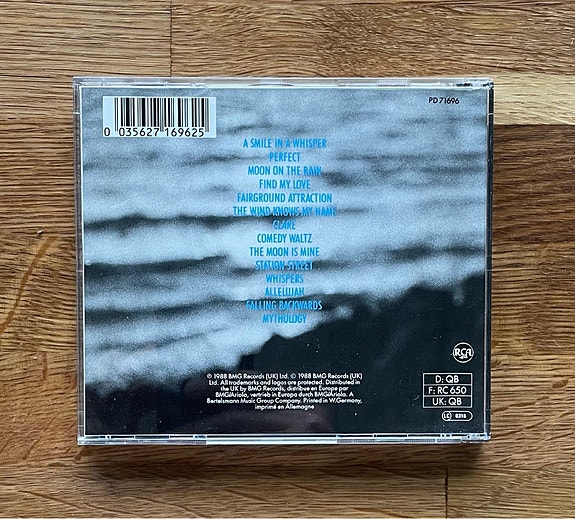 PD 71696
0 035627 169625
A SMILE IN A WHISPER
PERFECT
MOON ON THE RAIN
FIND MY LOVE
FAIRGROUND ATTRACTION
THE WIND KNOWS MY NAME
CLARE
COMEDY WALTZ
THE MOON IS MINE
STATION STREET
WHISPERS
ALLELUJAH
FALLING BACKWARDS
MYTHOLOGY
RCA
℗ 1988 BMG Records (UK) Ltd. © 1988 BMG Records (UK)
Ltd. All trademarks and logos are protected. Distributed in
the UK by BMG Records, distribue en Europe par
BMG/Ariola, vertrieb in Europa durch BMG/Ariola. A
Bertelsmann Music Group Company. Printed in W.Germany,
imprimé en Allemagne
D: QB
F: RC 650
UK: QB
LC 0316